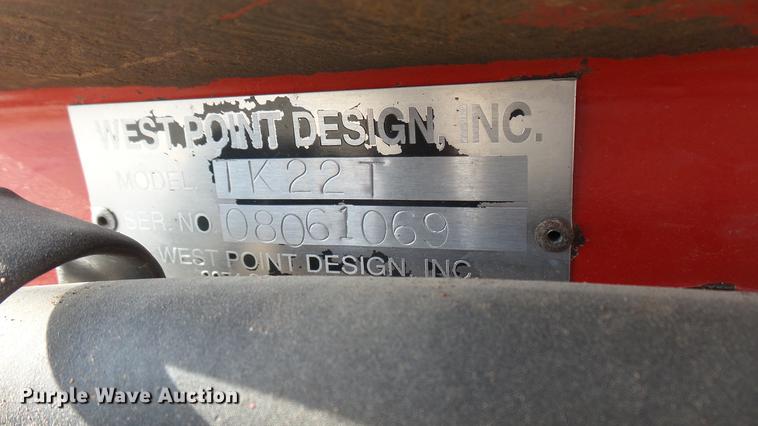 WEST POINT DESIGN, INC.
MODEL. TK22T
SER. NO. 08061069
WEST POINT DESIGN, INC
Purple Wave Auction®